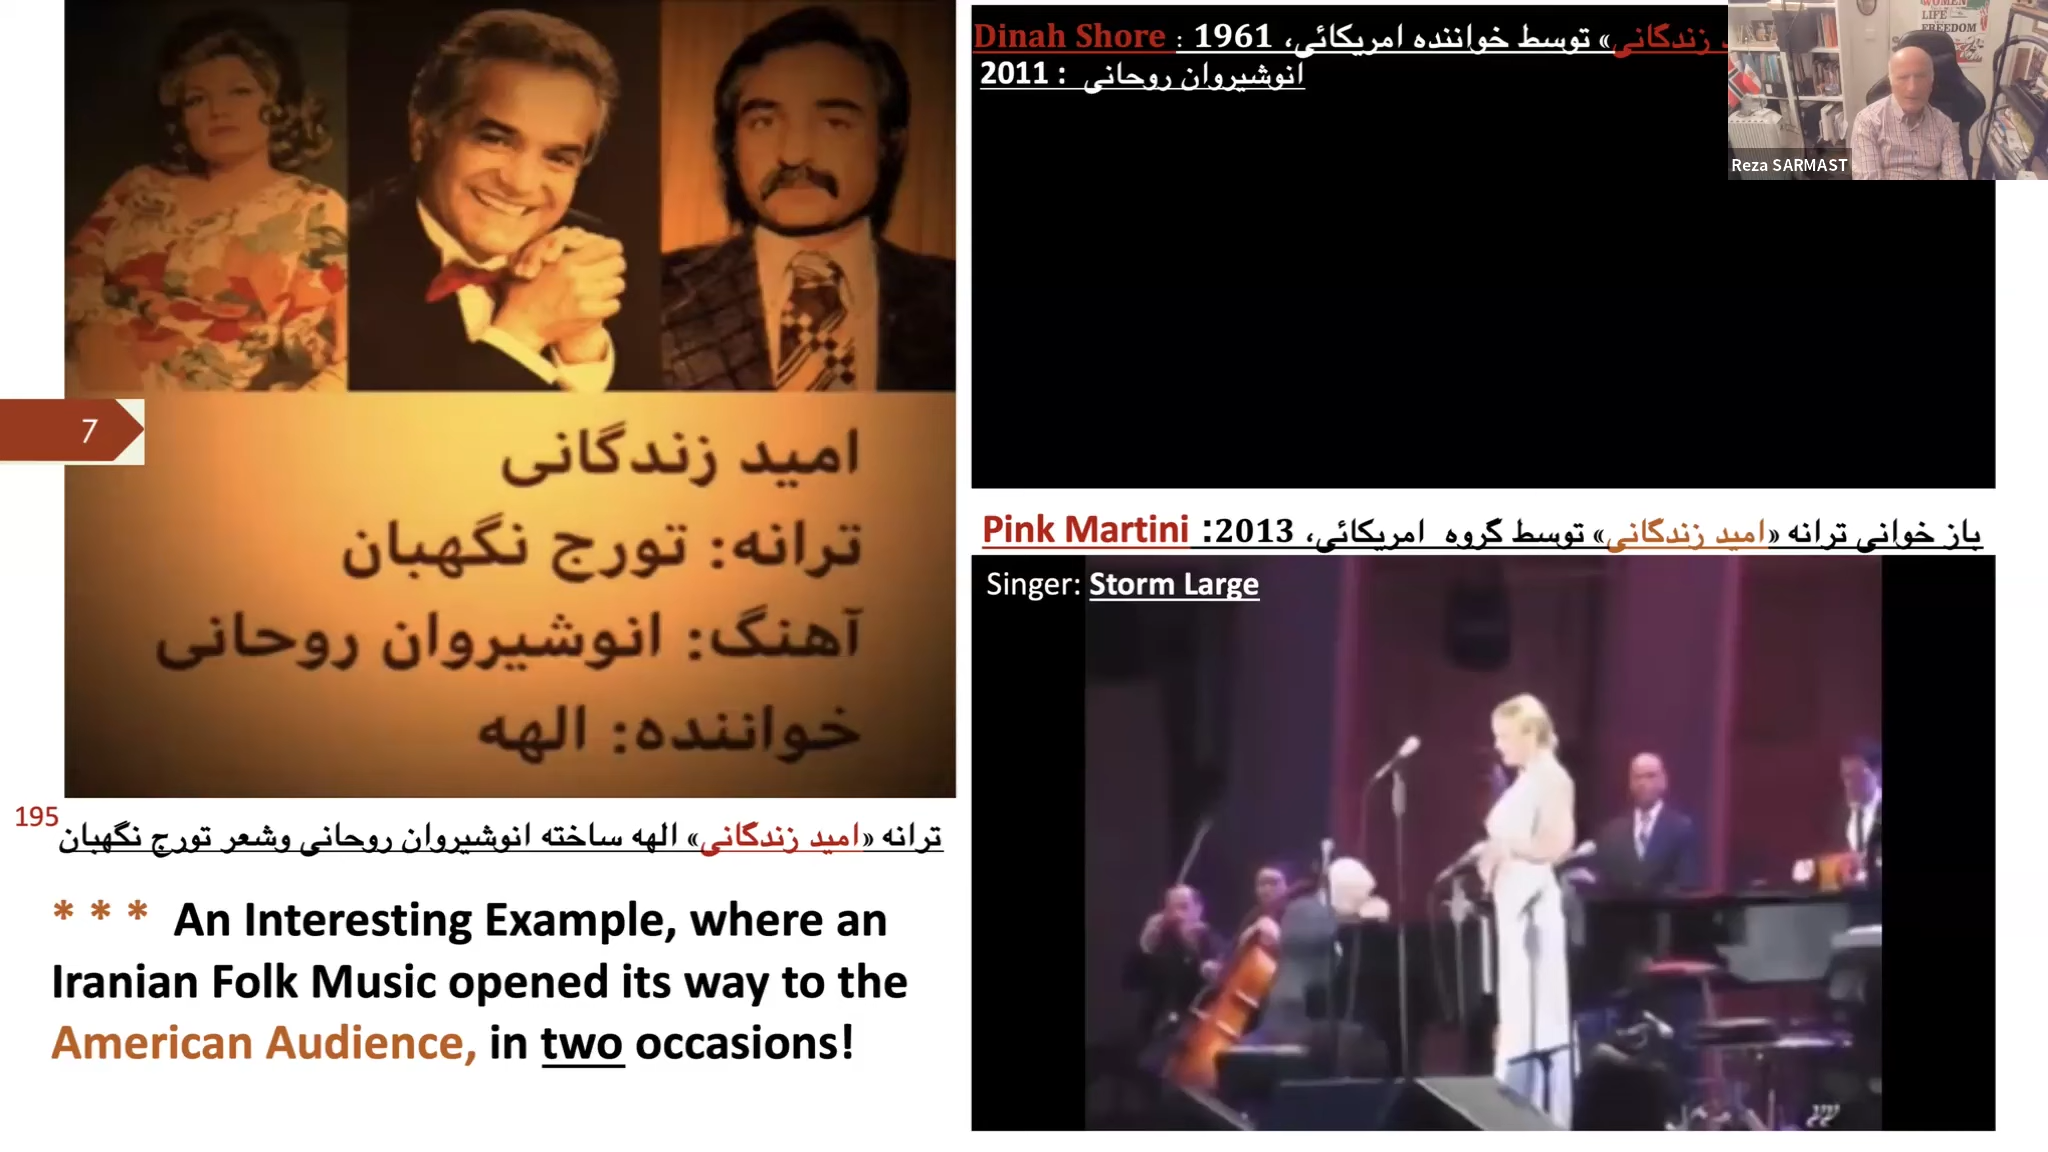 7
امید زندگانی
ترانه: تورج نگهبان
آهنگ: انوشیروان روحانی
خواننده: الهه
195
ترانه «امید زندگانی» الهه ساخته انوشیروان روحانی وشعر تورج نگهبان
* * * An Interesting Example, where an
Iranian Folk Music opened its way to the
American Audience, in two occasions!
زندگانی» توسط خواننده امریکائی، 1961 : Dinah Shore
انوشیروان روحانی : 2011
WOMEN
LIFE
FREEDOM
Reza SARMAST
باز خوانی ترانه «امید زندگانی» توسط گروه امریکائی، 2013: Pink Martini
Singer: Storm Large